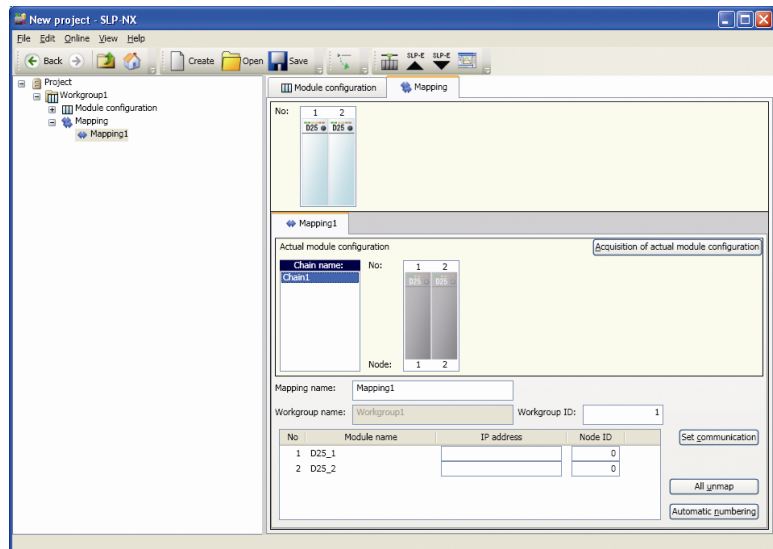 New project - SLP-NX
File Edit Online View Help
Back Create Open Save SLP-E SLP-E
Project
Workgroup1
Module configuration
Mapping
Mapping1
Module configuration Mapping
No: 1 2
D25 D25
Mapping1
Actual module configuration Acquisition of actual module configuration
Chain name: No: 1 2
Chain1
D25 D25
Node: 1 2
Mapping name: Mapping1
Workgroup name: Workgroup1 Workgroup ID: 1
No Module name IP address Node ID
Set communication
1 D25_1 0
2 D25_2 0
All unmap
Automatic numbering